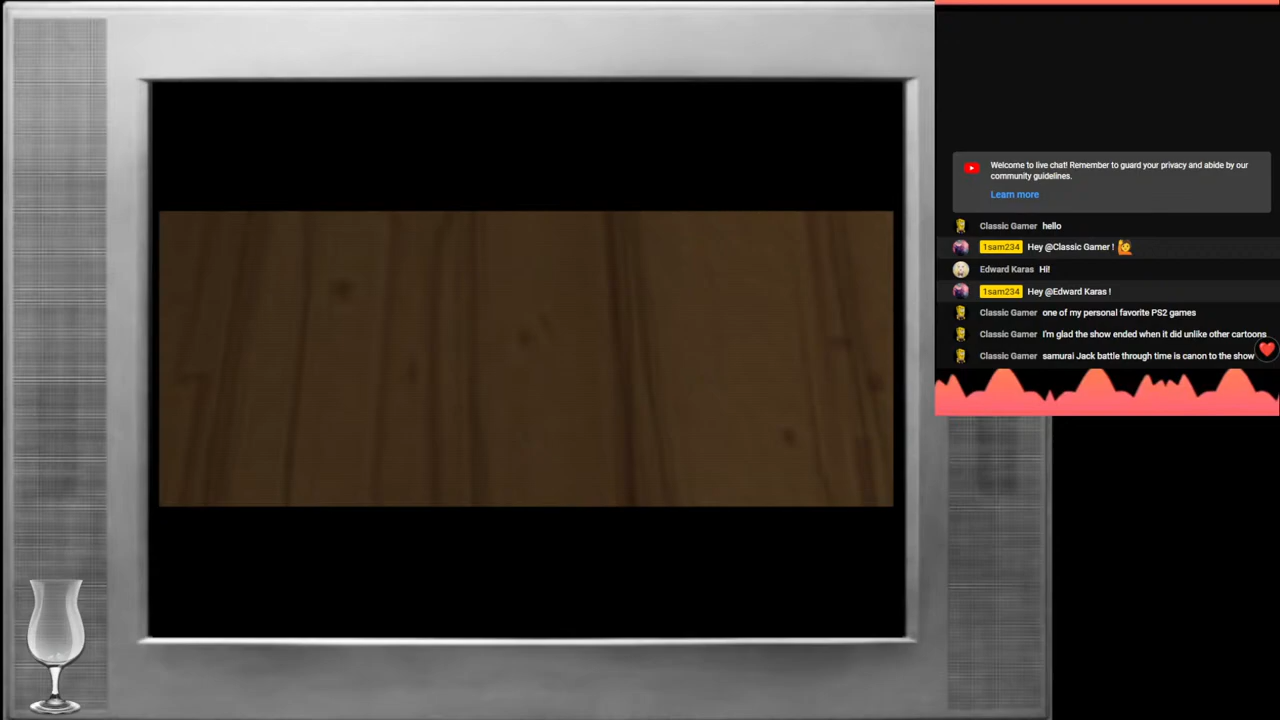 Welcome to live chat! Remember to guard your privacy and abide by our
community guidelines.
Learn more
Classic Gamer hello
1sam234 Hey @Classic Gamer ! 🙋
Edward Karas Hi!
1sam234 Hey @Edward Karas !
Classic Gamer one of my personal favorite PS2 games
Classic Gamer I'm glad the show ended when it did unlike other cartoons
Classic Gamer samurai Jack battle through time is canon to the show